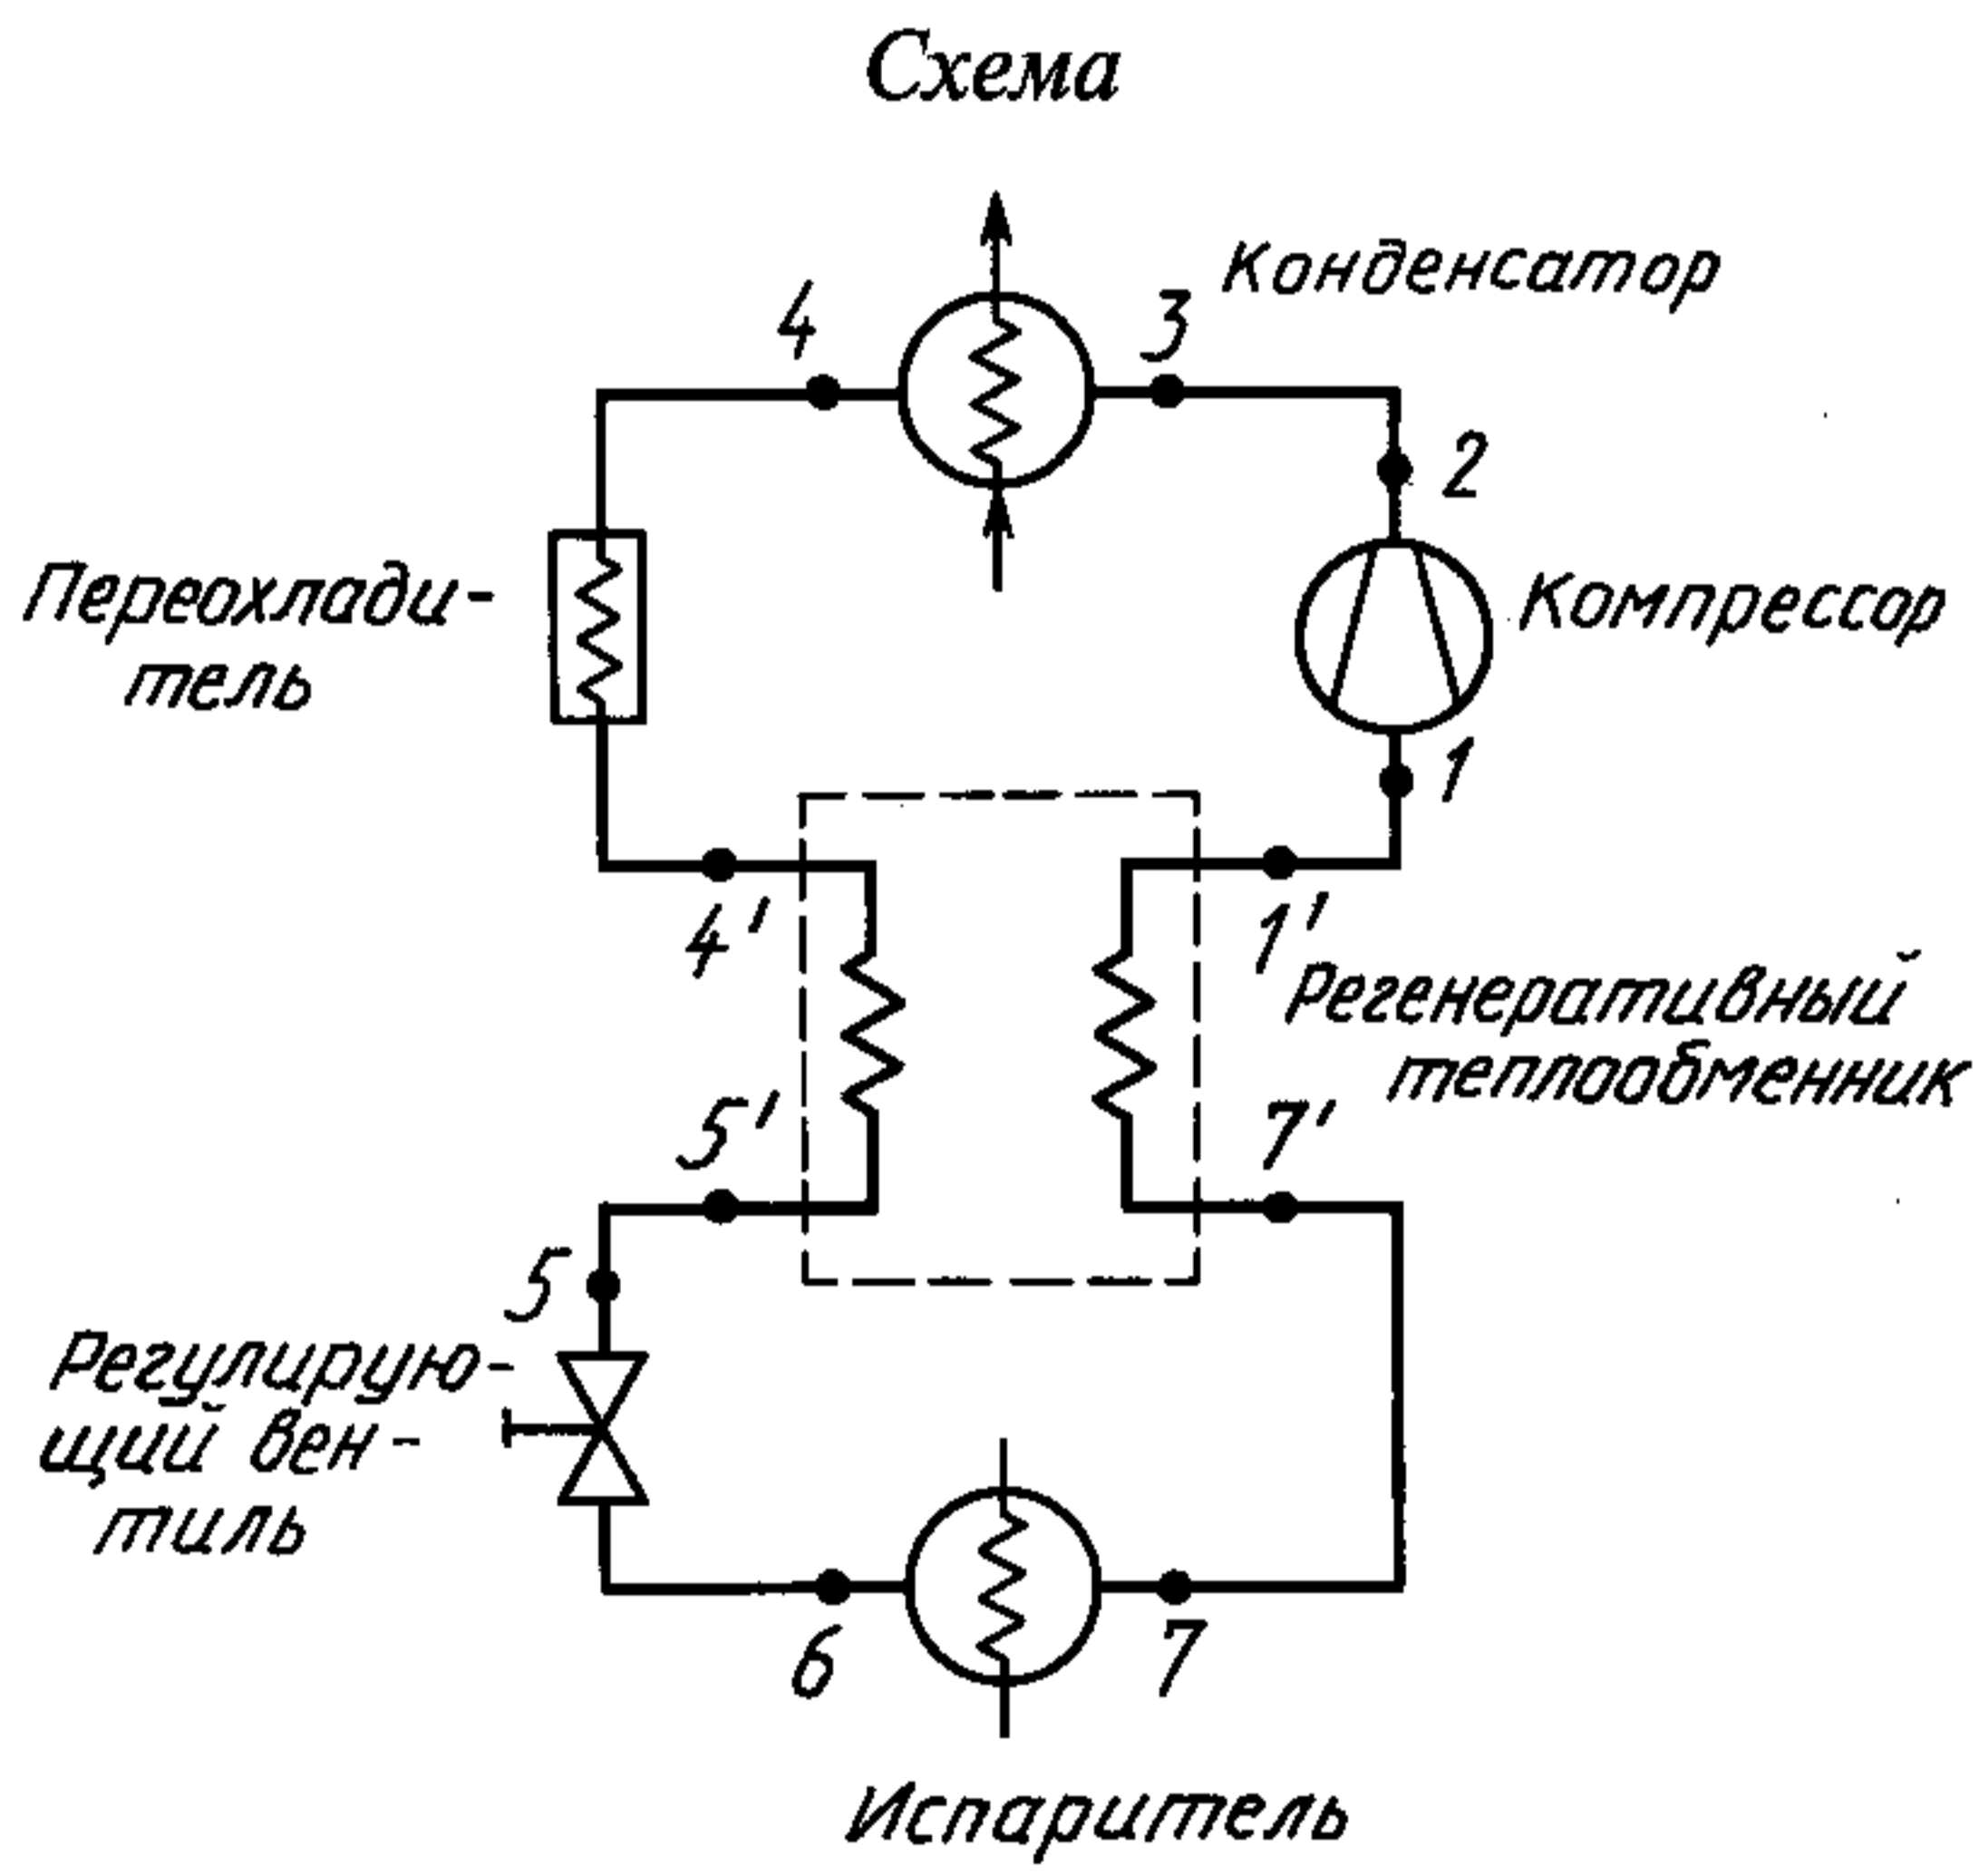 Схема
Конденсатор
4
3
2
Переохлади-
тель
Компрессор
1
4'
1'
Регенеративный
теплообменник
5'
7'
5
Регулирую-
щий вен-
тиль
6
7
Испаритель